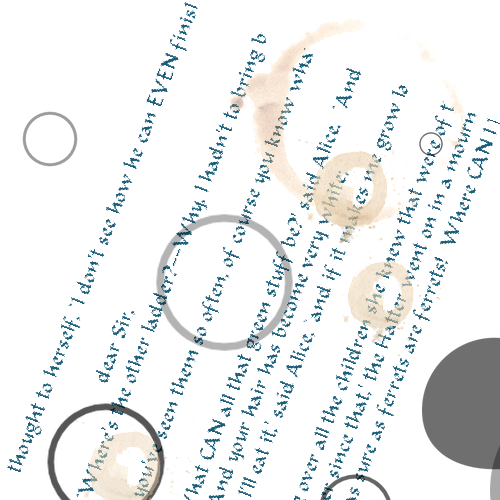 thought to herself. 'I don't see how he can EVEN finis
dear Sir,
'Where's the other ladder?—Why, I hadn't to bring b
you've seen them so often, of course you know wha
hat CAN all that green stuff be?' said Alice. 'And
And your hair has become very white;
I'll eat it,' said Alice, 'and if it makes me grow la
over all the children she knew that were of t
since that,' the Hatter went on in a mourn
sure as ferrets are ferrets! Where CAN I